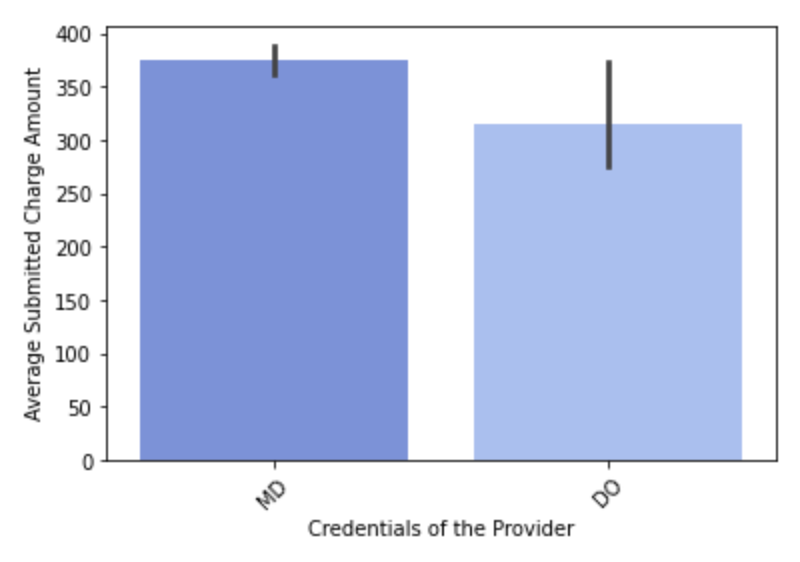 400
350
300
250
200
150
100
50
0
Average Submitted Charge Amount
MD
DO
Credentials of the Provider